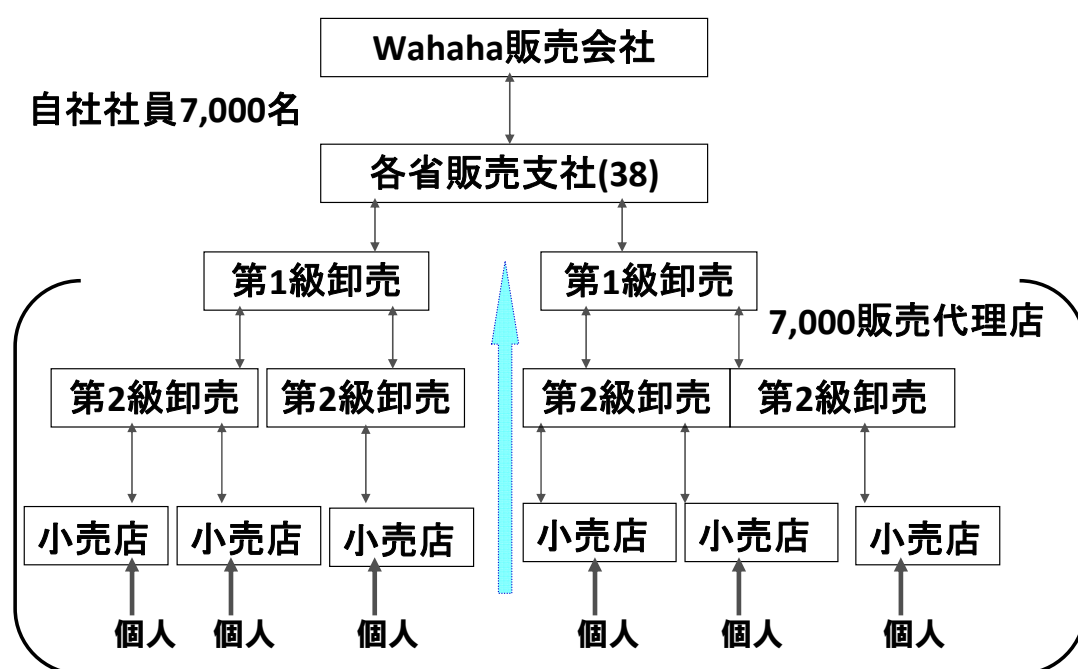 Wahaha販売会社
自社社員7,000名
各省販売支社(38)
第1級卸売
第1級卸売
7,000販売代理店
第2級卸売
第2級卸売
第2級卸売
第2級卸売
小売店
小売店
小売店
小売店
小売店
小売店
個人
個人
個人
個人
個人
個人